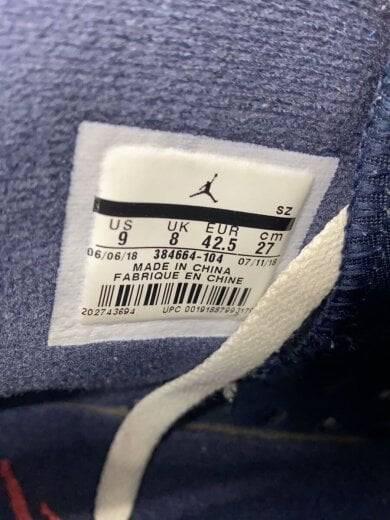 SZ
US UK EUR cm
9 8 42.5 27
06/06/18 384664-104 07/11/18
MADE IN CHINA
FABRIQUE EN CHINE
202743694 UPC